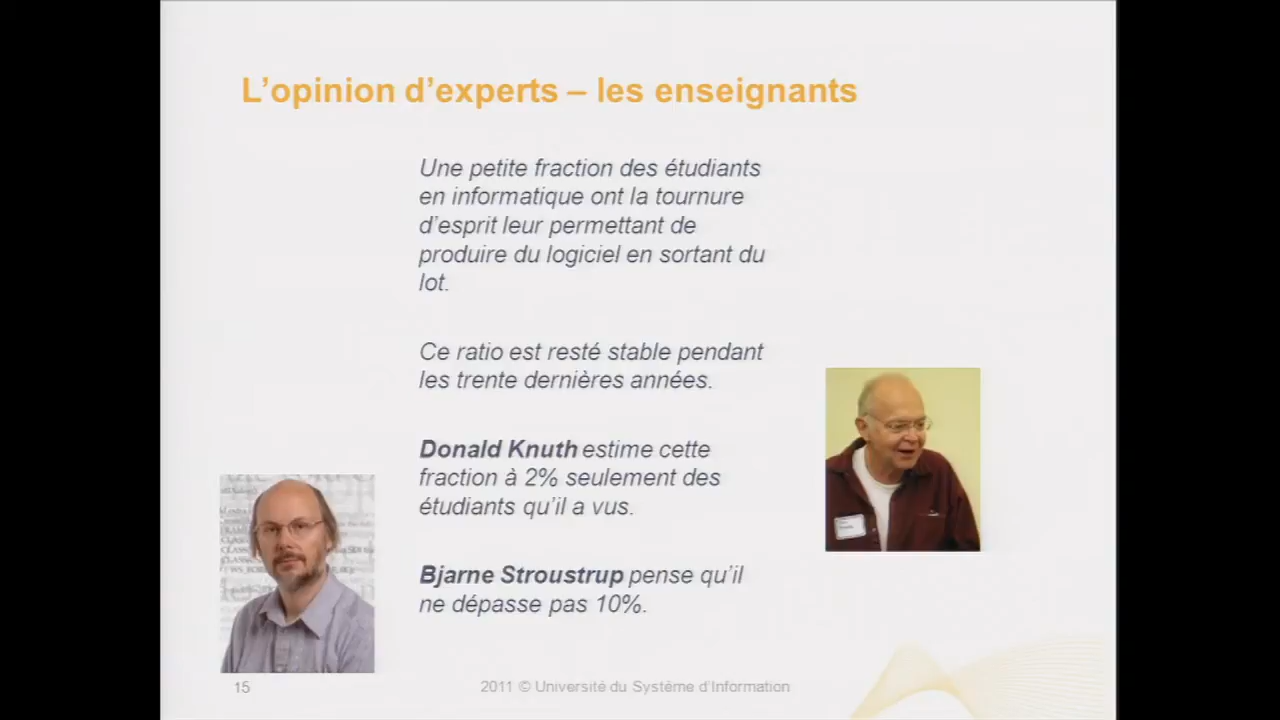 L'opinion d'experts – les enseignants
Une petite fraction des étudiants
en informatique ont la tournure
d'esprit leur permettant de
produire du logiciel en sortant du
lot.
Ce ratio est resté stable pendant
les trente dernières années.
Donald Knuth estime cette
fraction à 2% seulement des
étudiants qu'il a vus.
Bjarne Stroustrup pense qu'il
ne dépasse pas 10%.
15
2011 © Université du Système d'Information